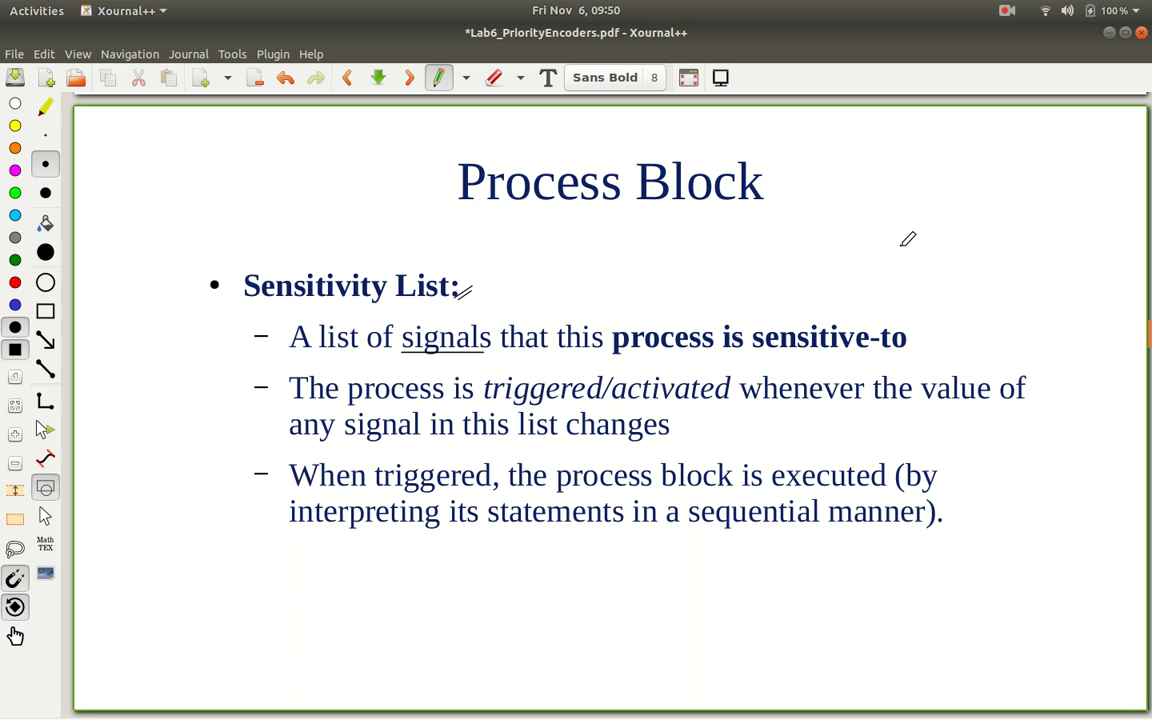 Activities Xournal++ Fri Nov 6, 09:50 100 %
*Lab6_PriorityEncoders.pdf - Xournal++
File Edit View Navigation Journal Tools Plugin Help
Sans Bold 8
Process Block
• Sensitivity List:
– A list of signals that this process is sensitive-to
– The process is triggered/activated whenever the value of
any signal in this list changes
– When triggered, the process block is executed (by
interpreting its statements in a sequential manner).
Math
TEX